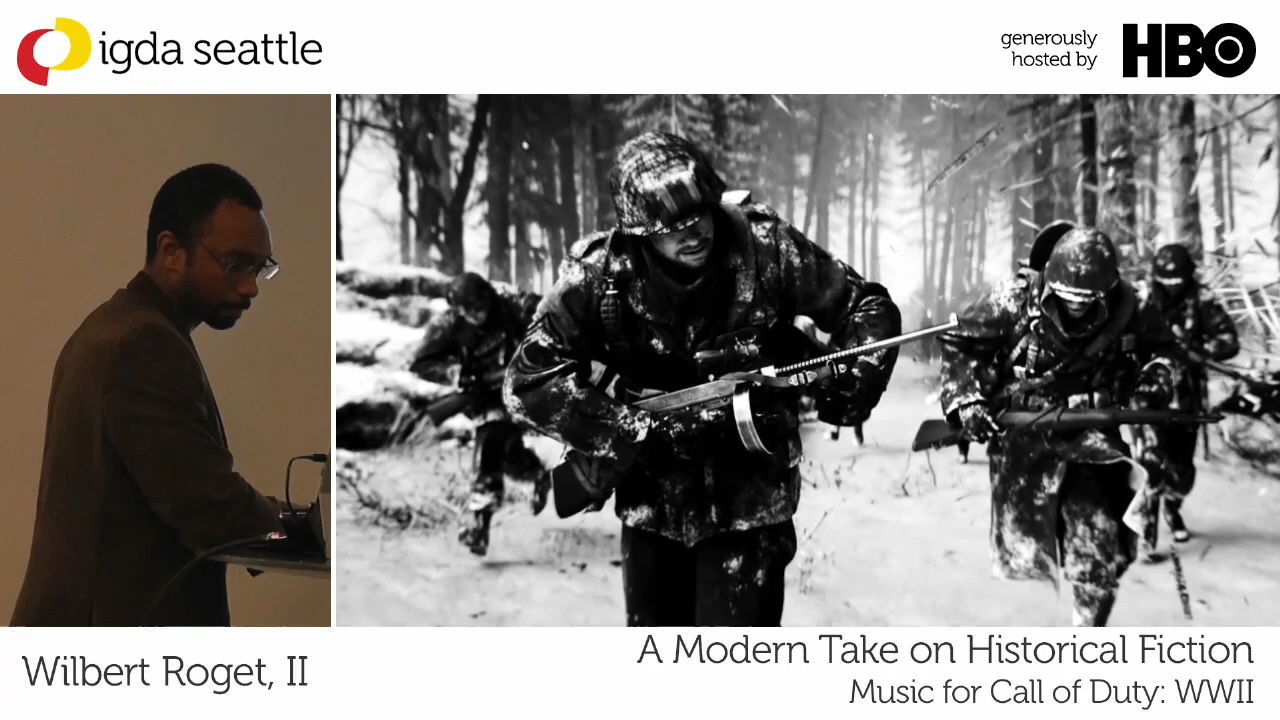 igda seattle
generously
hosted by
HBO
Wilbert Roget, II
A Modern Take on Historical Fiction
Music for Call of Duty: WWII